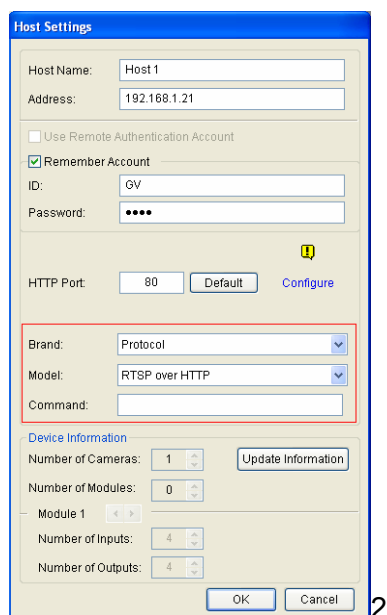 Host Settings
Host Name: Host 1
Address: 192.168.1.21
Use Remote Authentication Account
Remember Account
ID: GV
Password: ••••
HTTP Port: 80 Default Configure
Brand: Protocol
Model: RTSP over HTTP
Command:
Device Information
Number of Cameras: 1 Update Information
Number of Modules: 0
Module 1
Number of Inputs: 4
Number of Outputs: 4
OK Cancel
2